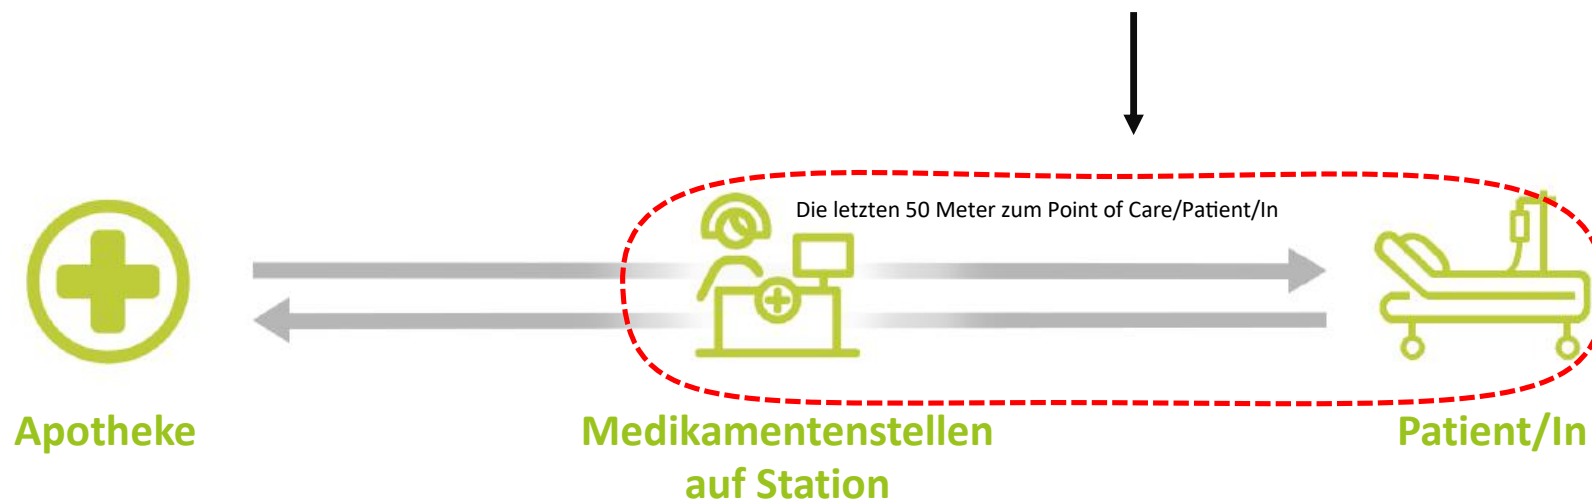 Die letzten 50 Meter zum Point of Care/Patient/In
Apotheke
Medikamentenstellen
auf Station
Patient/In